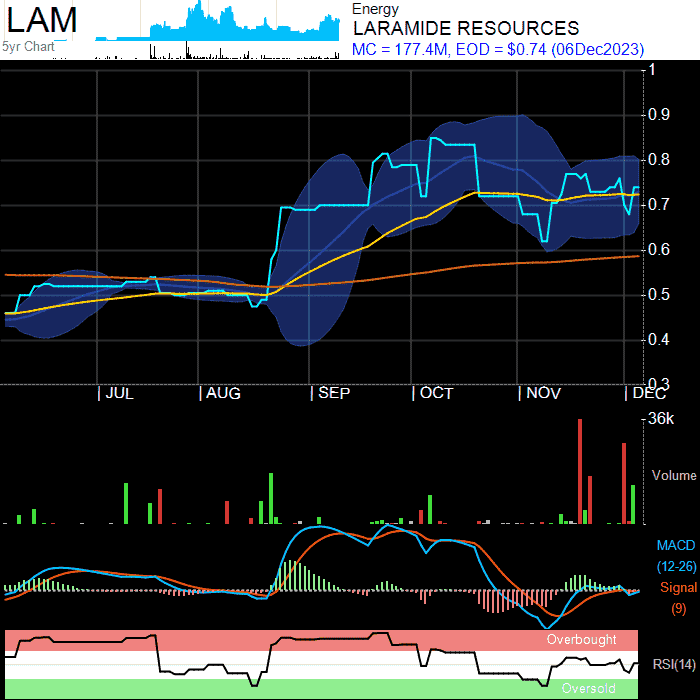 LAM
5yr Chart
Energy
LARAMIDE RESOURCES
MC = 177.4M, EOD = $0.74 (06Dec2023)
1
0.9
0.8
0.7
0.6
0.5
0.4
0.3
| JUL | AUG | SEP | OCT | NOV | DEC
36k
Volume
MACD
(12-26)
Signal
(9)
Overbought
RSI(14)
Oversold